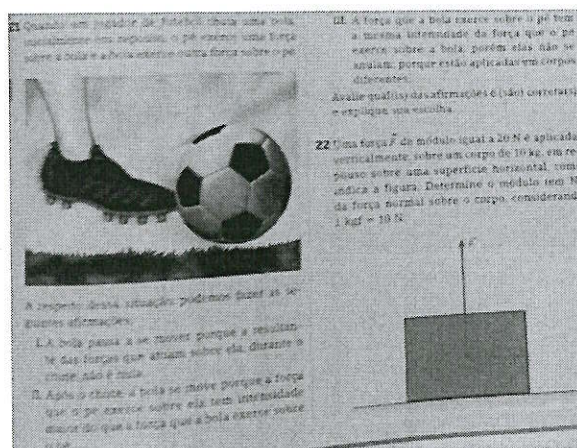 21 Quando um jogador de futebol chuta uma bola,
inicialmente em repouso, o pé exerce uma força
sobre a bola e a bola exerce outra força sobre o pé.
A respeito dessa situação, podemos fazer as se-
guintes afirmações:
I. A bola passa a se mover porque a resultan-
te das forças que atuam sobre ela, durante o
chute, não é nula.
II. Após o chute, a bola se move porque a força
que o pé exerce sobre ela tem intensidade
maior do que a força que a bola exerce sobre
o pé.
III. A força que a bola exerce sobre o pé tem
a mesma intensidade da força que o pé
exerce sobre a bola, porém elas não se
anulam, porque estão aplicadas em corpos
diferentes.
Avalie qual(is) das afirmações é (são) correta(s)
e explique sua escolha.
22 Uma força F⃗ de módulo igual a 20 N é aplicada,
verticalmente, sobre um corpo de 10 kg, em re-
pouso sobre uma superfície horizontal, com
indica a figura. Determine o módulo (em N
da força normal sobre o corpo, considerand
1 kgf = 10 N.
F⃗